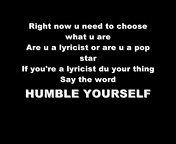 Right now u need to choose
what u are
Are u a lyricist or are u a pop
star
If you're a lyricist du your thing
Say the word
HUMBLE YOURSELF